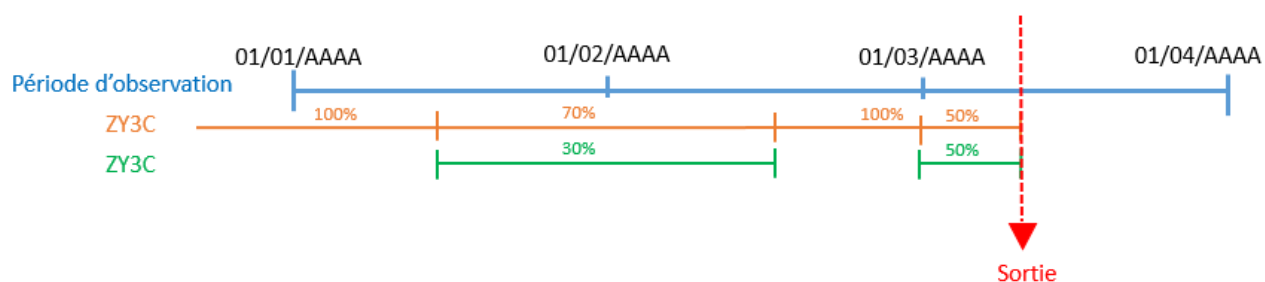 01/01/AAAA 01/02/AAAA 01/03/AAAA 01/04/AAAA
Période d'observation
ZY3C 100% 70% 100% 50%
ZY3C 30% 50%
Sortie